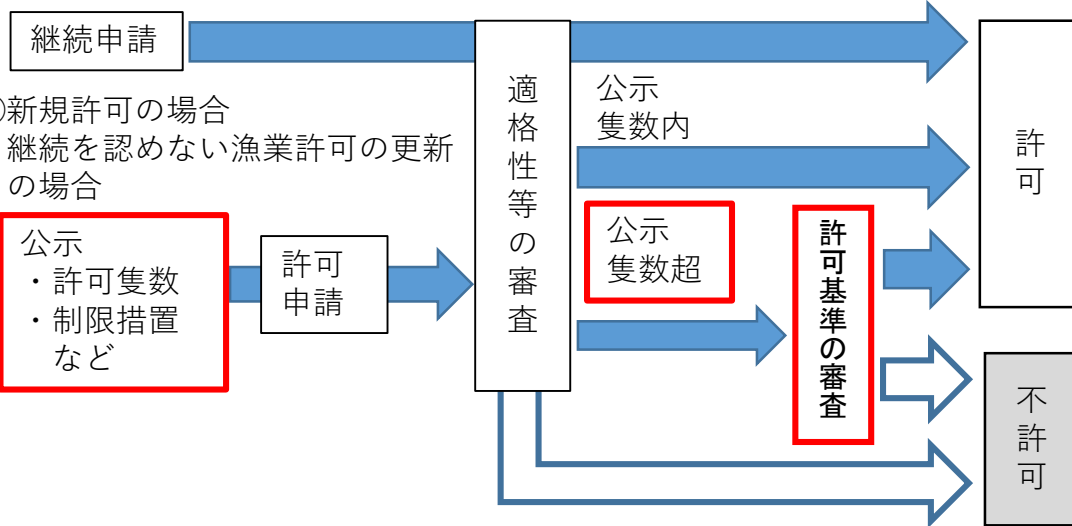 継続申請
新規許可の場合
継続を認めない漁業許可の更新
の場合
公示
・許可隻数
・制限措置
など
許可
申請
適格性等の審査
公示
隻数内
公示
隻数超
許可基準の審査
許可
不許可